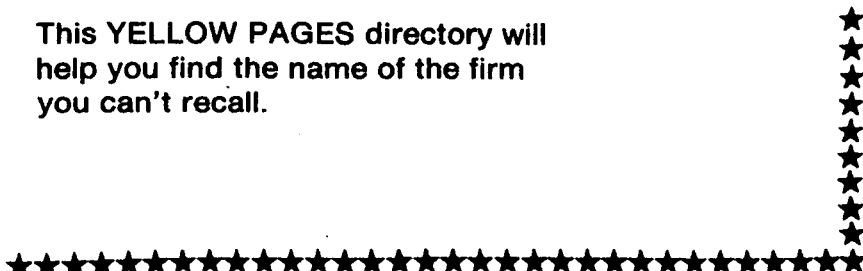 This YELLOW PAGES directory will
help you find the name of the firm
you can't recall.